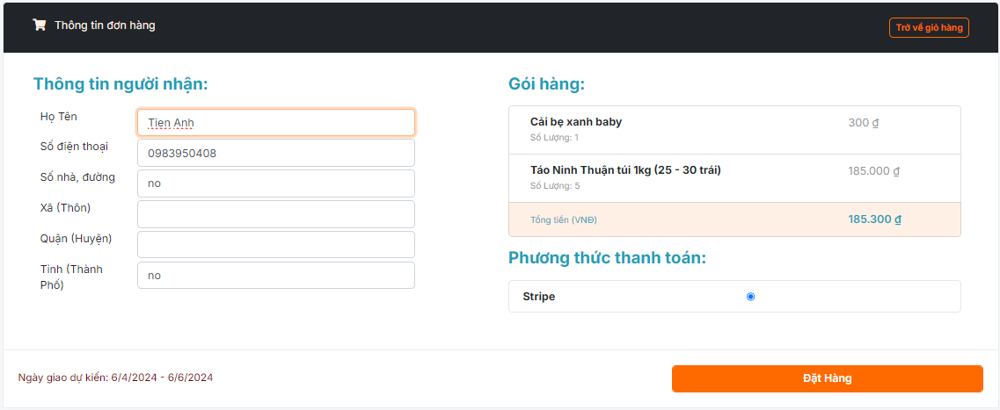 Thông tin đơn hàng
Trở về giỏ hàng
Thông tin người nhận:
Họ Tên
Tien Anh
Số điện thoại
0983950408
Số nhà, đường
no
Xã (Thôn)
Quận (Huyện)
Tỉnh (Thành
Phố)
no
Gói hàng:
Cải bẹ xanh baby
300 ₫
Số Lượng: 1
Táo Ninh Thuận túi 1kg (25 - 30 trái)
185.000 ₫
Số Lượng: 5
Tổng tiền (VNĐ)
185.300 ₫
Phương thức thanh toán:
Stripe
Ngày giao dự kiến: 6/4/2024 - 6/6/2024
Đặt Hàng